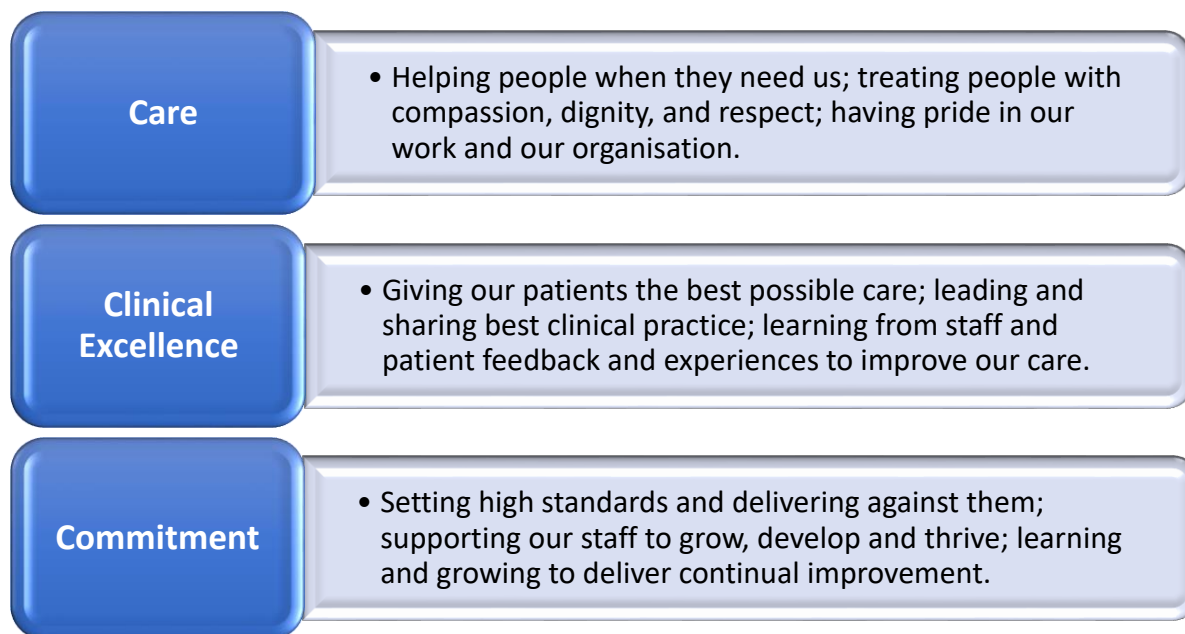 Care
• Helping people when they need us; treating people with
compassion, dignity, and respect; having pride in our
work and our organisation.
Clinical
Excellence
• Giving our patients the best possible care; leading and
sharing best clinical practice; learning from staff and
patient feedback and experiences to improve our care.
Commitment
• Setting high standards and delivering against them;
supporting our staff to grow, develop and thrive; learning
and growing to deliver continual improvement.